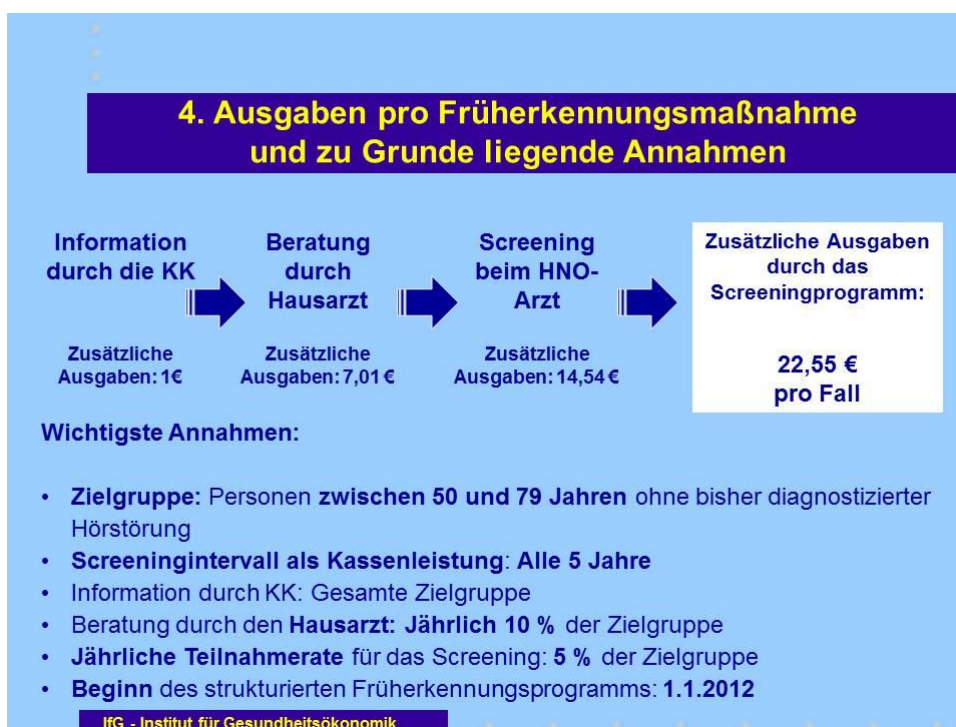 4. Ausgaben pro Früherkennungsmaßnahme
und zu Grunde liegende Annahmen
Information
durch die KK
Beratung
durch
Hausarzt
Screening
beim HNO-
Arzt
Zusätzliche Ausgaben
durch das
Screeningprogramm:
Zusätzliche
Ausgaben: 1€
Zusätzliche
Ausgaben: 7,01 €
Zusätzliche
Ausgaben: 14,54 €
22,55 €
pro Fall
Wichtigste Annahmen:
• Zielgruppe: Personen zwischen 50 und 79 Jahren ohne bisher diagnostizierter
Hörstörung
• Screeningintervall als Kassenleistung: Alle 5 Jahre
• Information durch KK: Gesamte Zielgruppe
• Beratung durch den Hausarzt: Jährlich 10 % der Zielgruppe
• Jährliche Teilnahmerate für das Screening: 5 % der Zielgruppe
• Beginn des strukturierten Früherkennungsprogramms: 1.1.2012
IfG - Institut für Gesundheitsökonomik